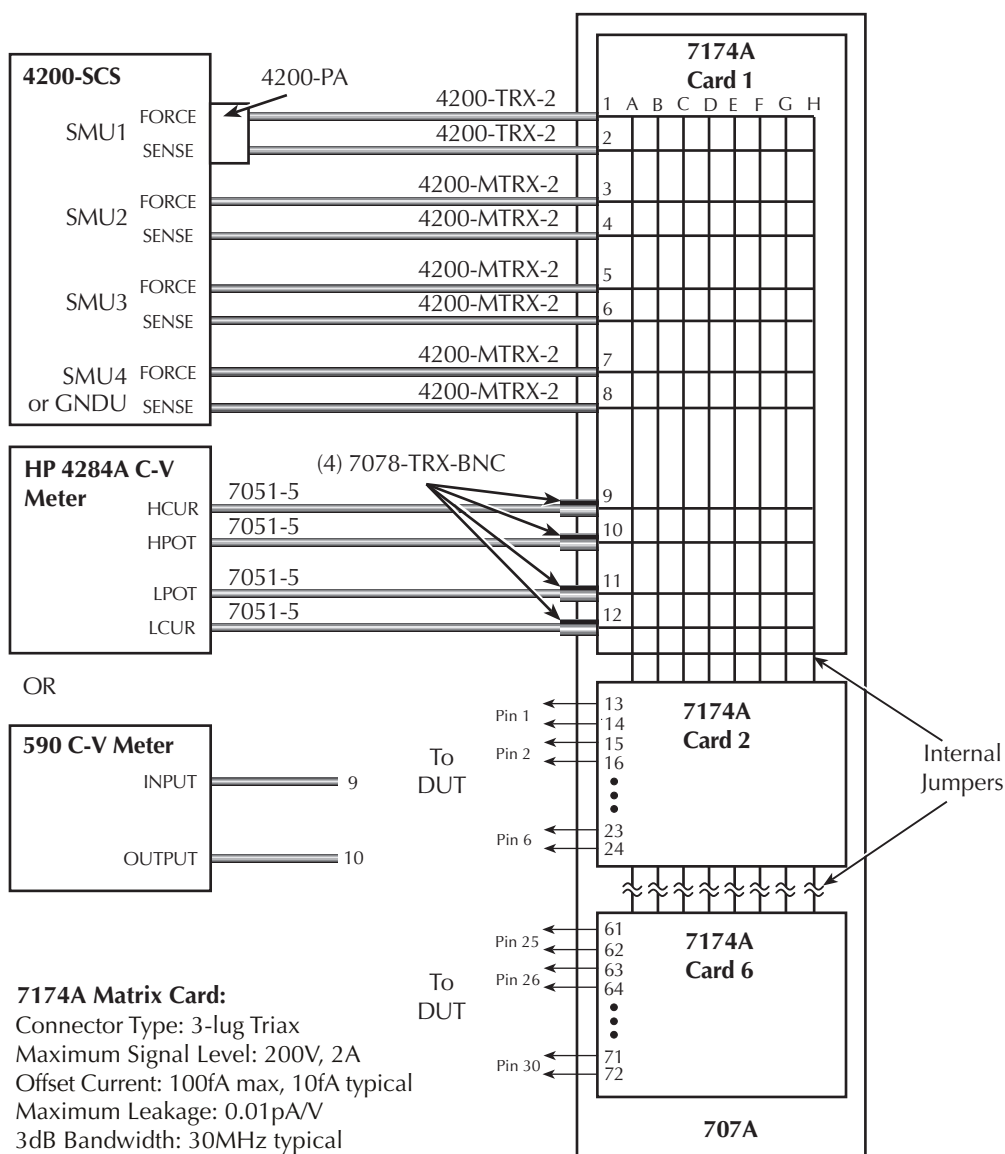 4200-SCS
4200-PA
SMU1
FORCE
SENSE
4200-TRX-2
4200-TRX-2
SMU2
FORCE
SENSE
4200-MTRX-2
4200-MTRX-2
SMU3
FORCE
SENSE
4200-MTRX-2
4200-MTRX-2
SMU4
or GNDU
FORCE
SENSE
4200-MTRX-2
4200-MTRX-2
7174A
Card 1
1 A B C D E F G H
2
3
4
5
6
7
8
HP 4284A C-V
Meter
(4) 7078-TRX-BNC
HCUR
7051-5
9
HPOT
7051-5
10
LPOT
7051-5
11
LCUR
7051-5
12
OR
590 C-V Meter
INPUT
9
OUTPUT
10
Pin 1
Pin 2
Pin 6
To
DUT
13
14
15
16
23
24
7174A
Card 2
Internal
Jumpers
Pin 25
Pin 26
Pin 30
To
DUT
61
62
63
64
71
72
7174A
Card 6
707A
7174A Matrix Card:
Connector Type: 3-lug Triax
Maximum Signal Level: 200V, 2A
Offset Current: 100fA max, 10fA typical
Maximum Leakage: 0.01pA/V
3dB Bandwidth: 30MHz typical